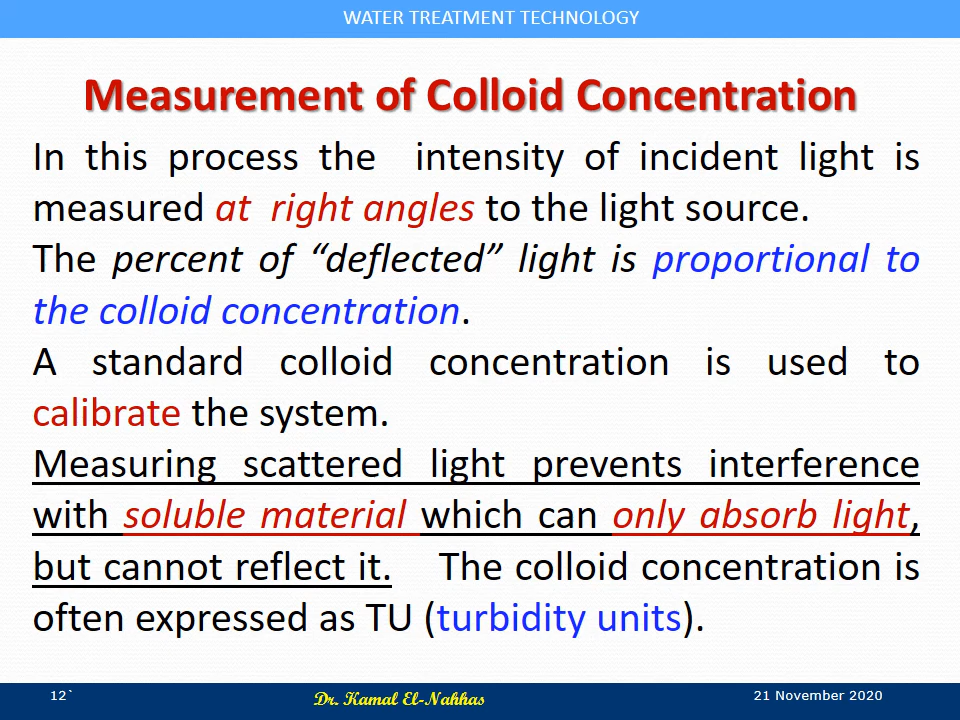 WATER TREATMENT TECHNOLOGY
Measurement of Colloid Concentration
In this process the intensity of incident light is
measured at right angles to the light source.
The percent of “deflected” light is proportional to
the colloid concentration.
A standard colloid concentration is used to
calibrate the system.
Measuring scattered light prevents interference
with soluble material which can only absorb light,
but cannot reflect it. The colloid concentration is
often expressed as TU (turbidity units).
12`
Dr. Kamal El-Nahhas
21 November 2020